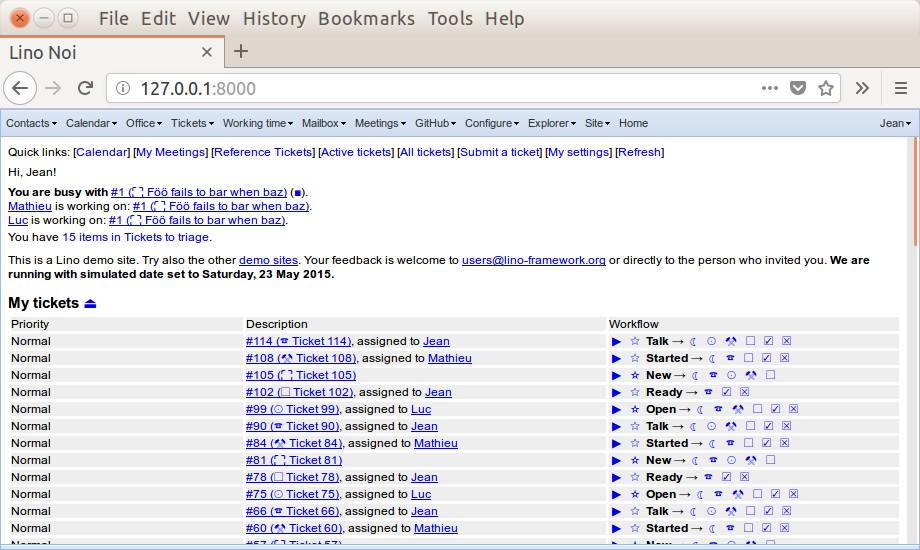 File Edit View History Bookmarks Tools Help
Lino Noi
127.0.0.1:8000
Contacts Calendar Office Tickets Working time Mailbox Meetings GitHub Configure Explorer Site Home Jean
Quick links: [Calendar] [My Meetings] [Reference Tickets] [Active tickets] [All tickets] [Submit a ticket] [My settings] [Refresh]
Hi, Jean!
You are busy with #1 (⛶ Föö fails to bar when baz) (■).
Mathieu is working on: #1 (⛶ Föö fails to bar when baz).
Luc is working on: #1 (⛶ Föö fails to bar when baz).
You have 15 items in Tickets to triage.
This is a Lino demo site. Try also the other demo sites. Your feedback is welcome to users@lino-framework.org or directly to the person who invited you. We are
running with simulated date set to Saturday, 23 May 2015.
My tickets ⏏
Priority Description Workflow
Normal #114 (☎ Ticket 114), assigned to Jean ▶ ☆ Talk → ☾ ☉ ⚒ ☐ ☑ ☒
Normal #108 (⚒ Ticket 108), assigned to Mathieu ▶ ☆ Started → ☾ ☎ ☐ ☑ ☒
Normal #105 (⛶ Ticket 105) ▶ ☆ New → ☾ ☎ ☉ ⚒ ☐
Normal #102 (☐ Ticket 102), assigned to Jean ▶ ☆ Ready → ☎ ☑ ☒
Normal #99 (☉ Ticket 99), assigned to Luc ▶ ☆ Open → ☾ ☎ ⚒ ☐ ☑ ☒
Normal #90 (☎ Ticket 90), assigned to Jean ▶ ☆ Talk → ☾ ☉ ⚒ ☐ ☑ ☒
Normal #84 (⚒ Ticket 84), assigned to Mathieu ▶ ☆ Started → ☾ ☎ ☐ ☑ ☒
Normal #81 (⛶ Ticket 81) ▶ ☆ New → ☾ ☎ ☉ ⚒ ☐
Normal #78 (☐ Ticket 78), assigned to Jean ▶ ☆ Ready → ☎ ☑ ☒
Normal #75 (☉ Ticket 75), assigned to Luc ▶ ☆ Open → ☾ ☎ ⚒ ☐ ☑ ☒
Normal #66 (☎ Ticket 66), assigned to Jean ▶ ☆ Talk → ☾ ☉ ⚒ ☐ ☑ ☒
Normal #60 (⚒ Ticket 60), assigned to Mathieu ▶ ☆ Started → ☾ ☎ ☐ ☑ ☒
Normal #57 (⛶ Ticket 57) ▶ ☆ New → ☾ ☎ ☉ ⚒ ☐